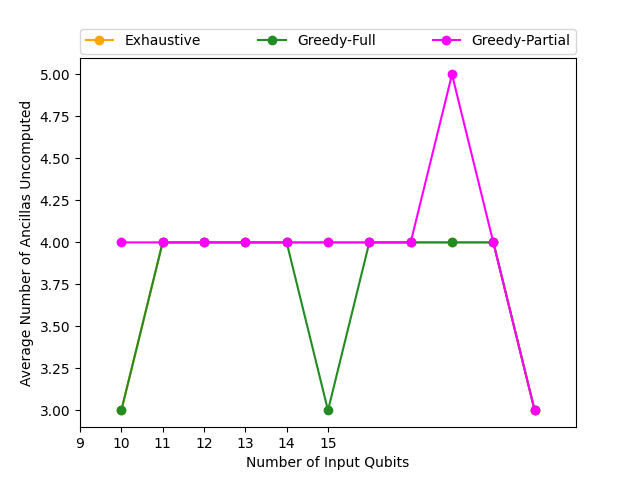 Exhaustive Greedy-Full Greedy-Partial
Average Number of Ancillas Uncomputed
5.00
4.75
4.50
4.25
4.00
3.75
3.50
3.25
3.00
9 10 11 12 13 14 15
Number of Input Qubits